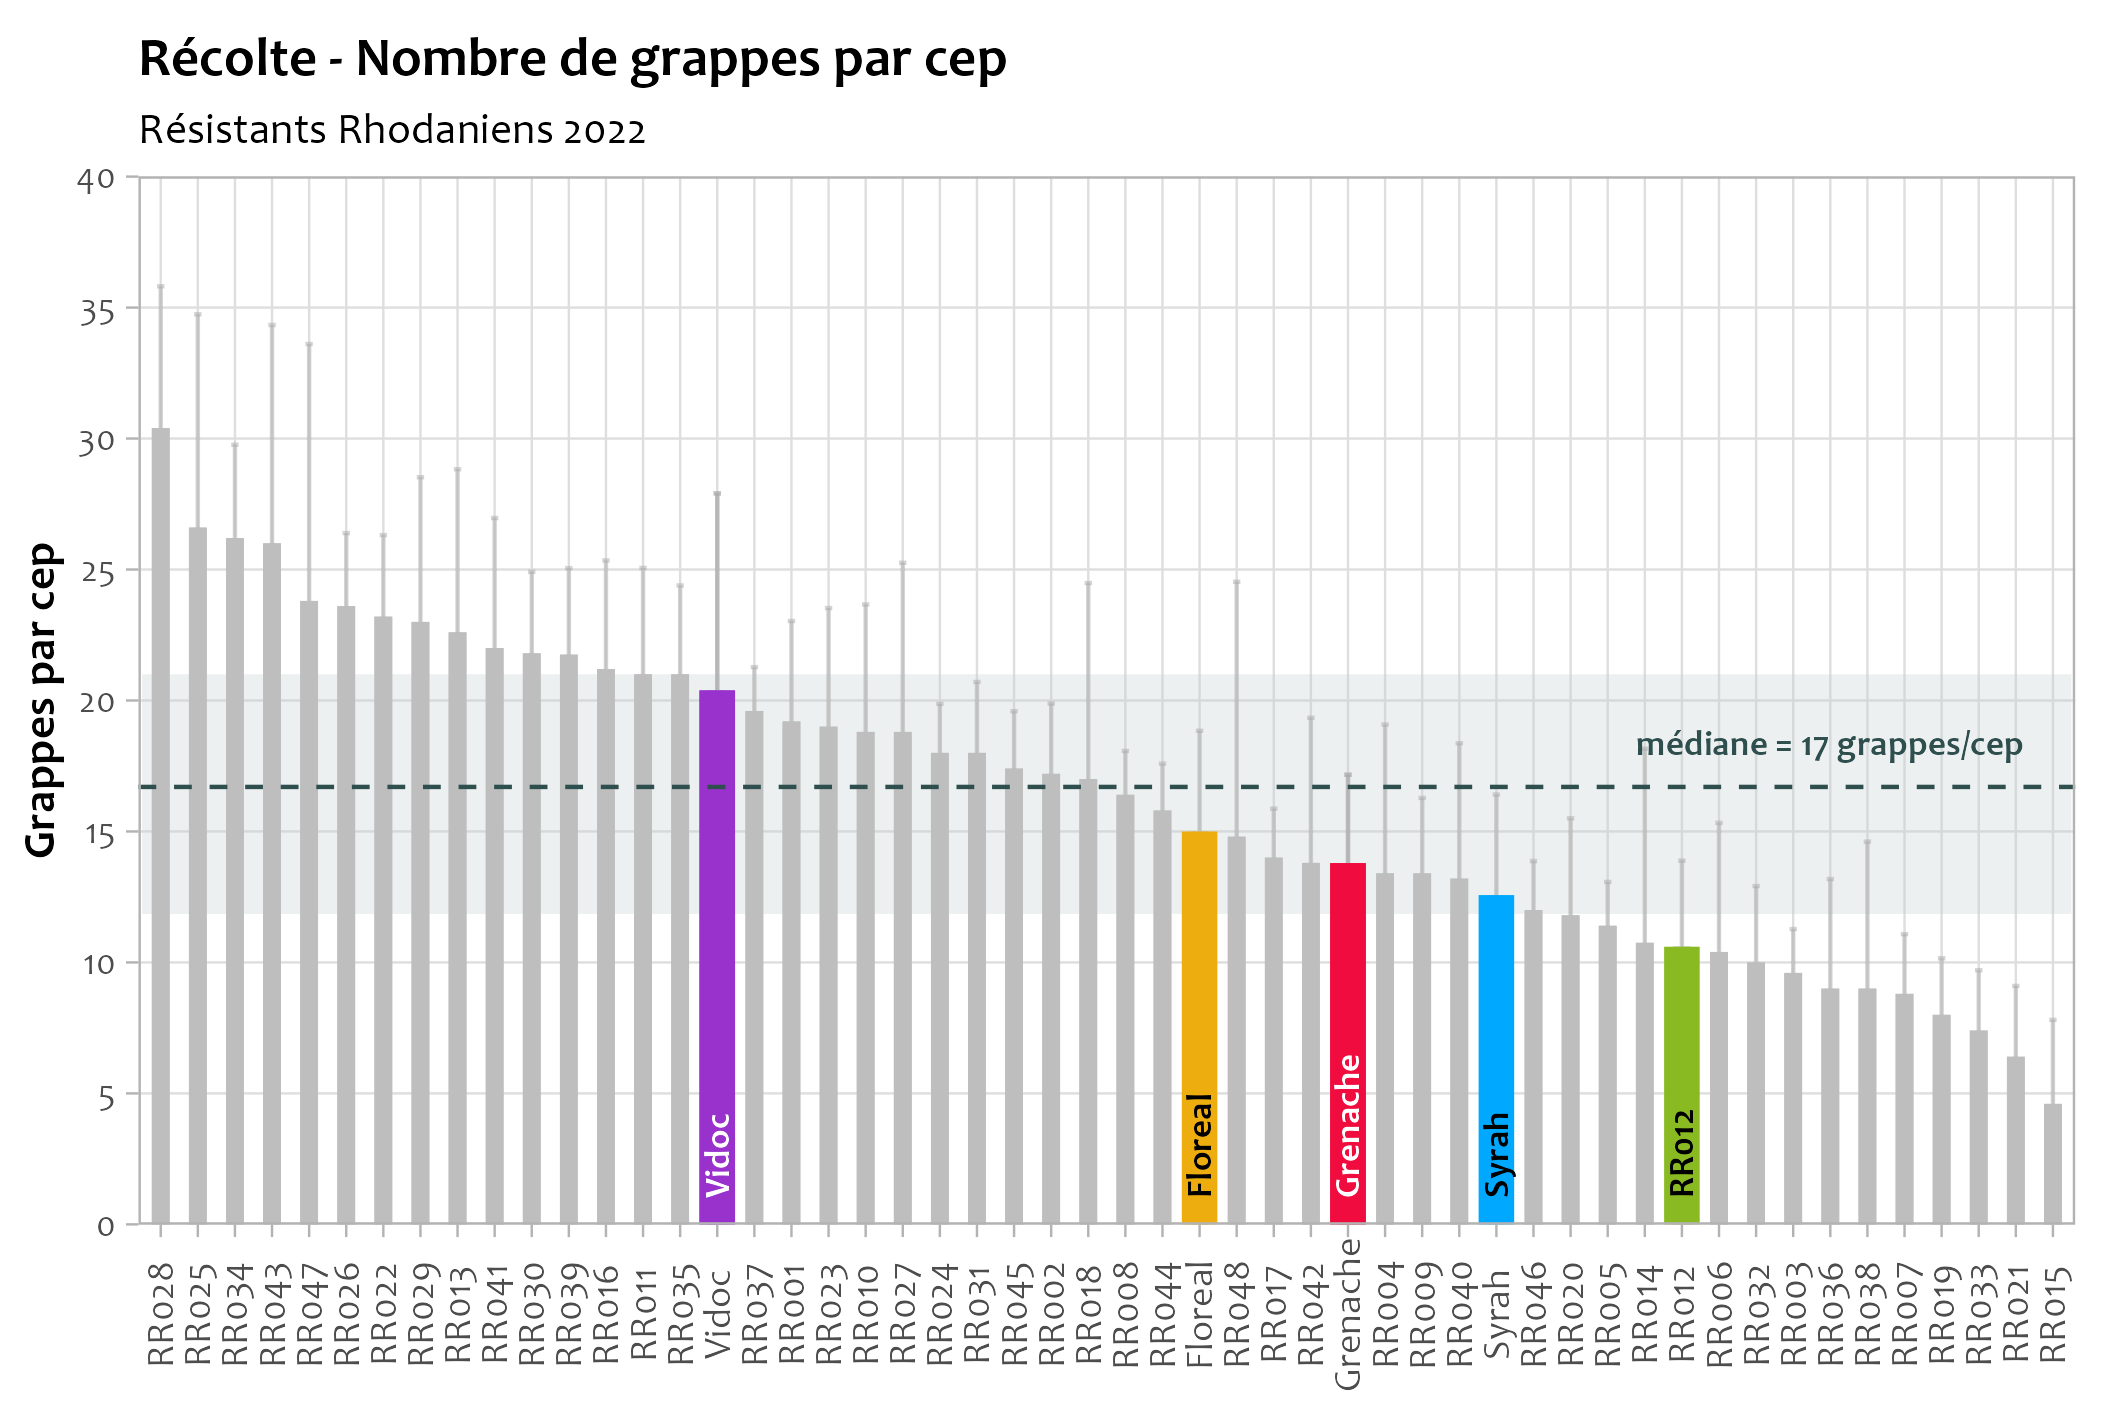 Récolte - Nombre de grappes par cep
Résistants Rhodaniens 2022
Grappes par cep
40
35
30
25
20
15
10
5
0
médiane = 17 grappes/cep
Vidoc
Floreal
Grenache
Syrah
RR012
RR028
RR025
RR034
RR043
RR047
RR026
RR022
RR029
RR013
RR041
RR030
RR039
RR016
RR011
RR035
Vidoc
RR037
RR001
RR023
RR010
RR027
RR024
RR031
RR045
RR002
RR018
RR008
RR044
Floreal
RR048
RR017
RR042
Grenache
RR004
RR009
RR040
Syrah
RR046
RR020
RR005
RR014
RR012
RR006
RR032
RR003
RR036
RR038
RR007
RR019
RR033
RR021
RR015